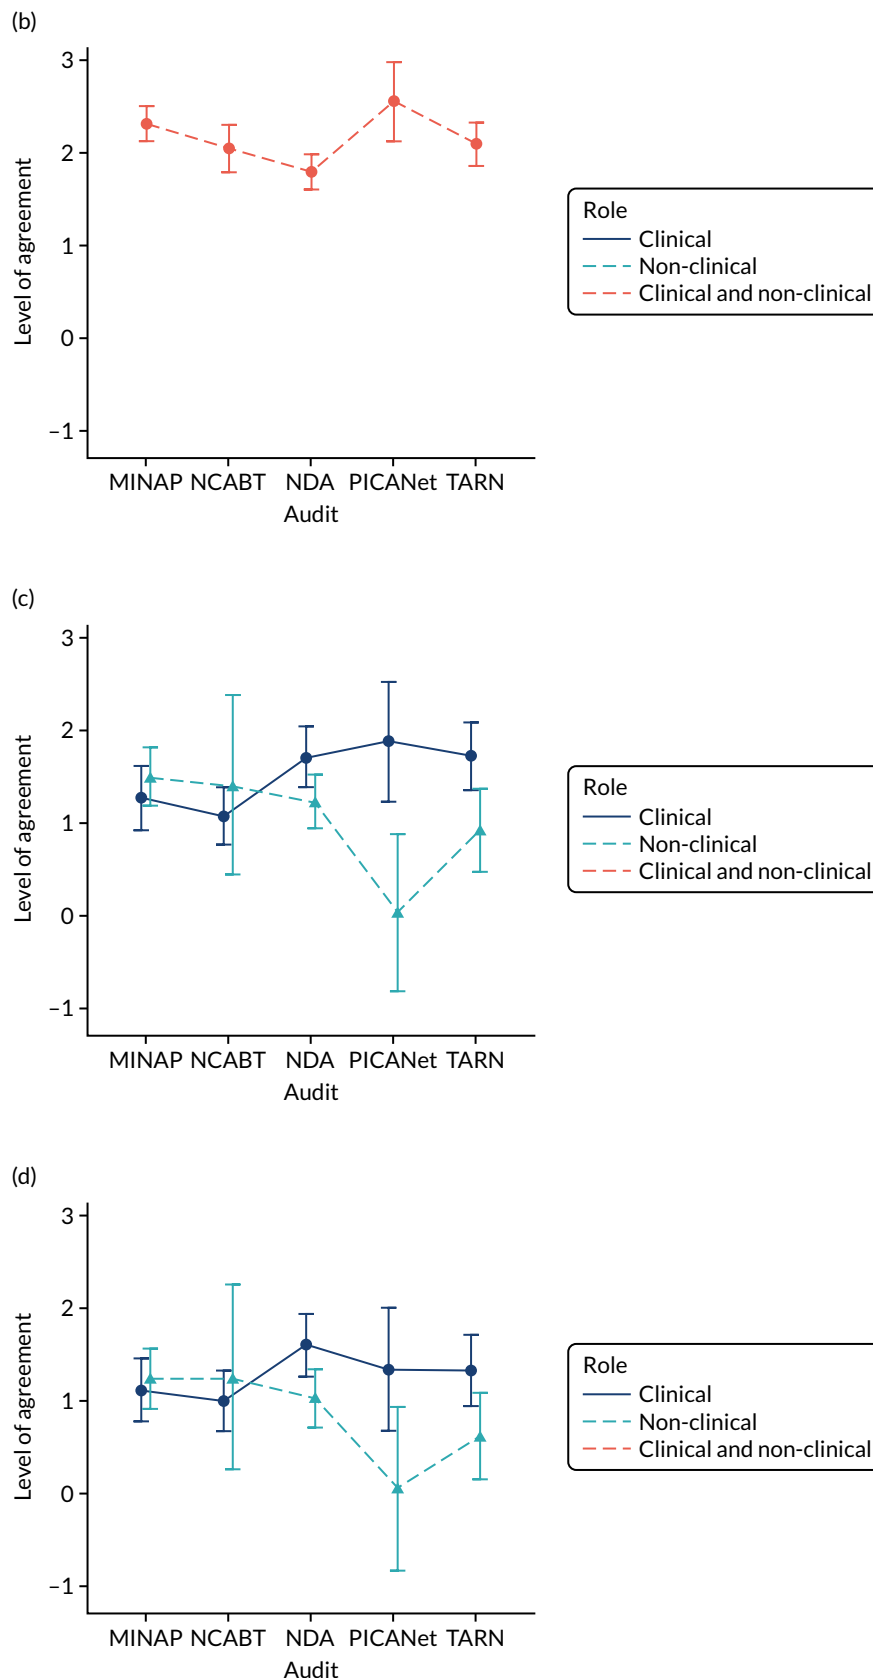 (b)
3
2
1
0
−1
Level of agreement
MINAP NCABT NDA PICANet TARN
Audit
Role
Clinical
Non-clinical
Clinical and non-clinical
(c)
3
2
1
0
−1
Level of agreement
MINAP NCABT NDA PICANet TARN
Audit
Role
Clinical
Non-clinical
Clinical and non-clinical
(d)
3
2
1
0
−1
Level of agreement
MINAP NCABT NDA PICANet TARN
Audit
Role
Clinical
Non-clinical
Clinical and non-clinical